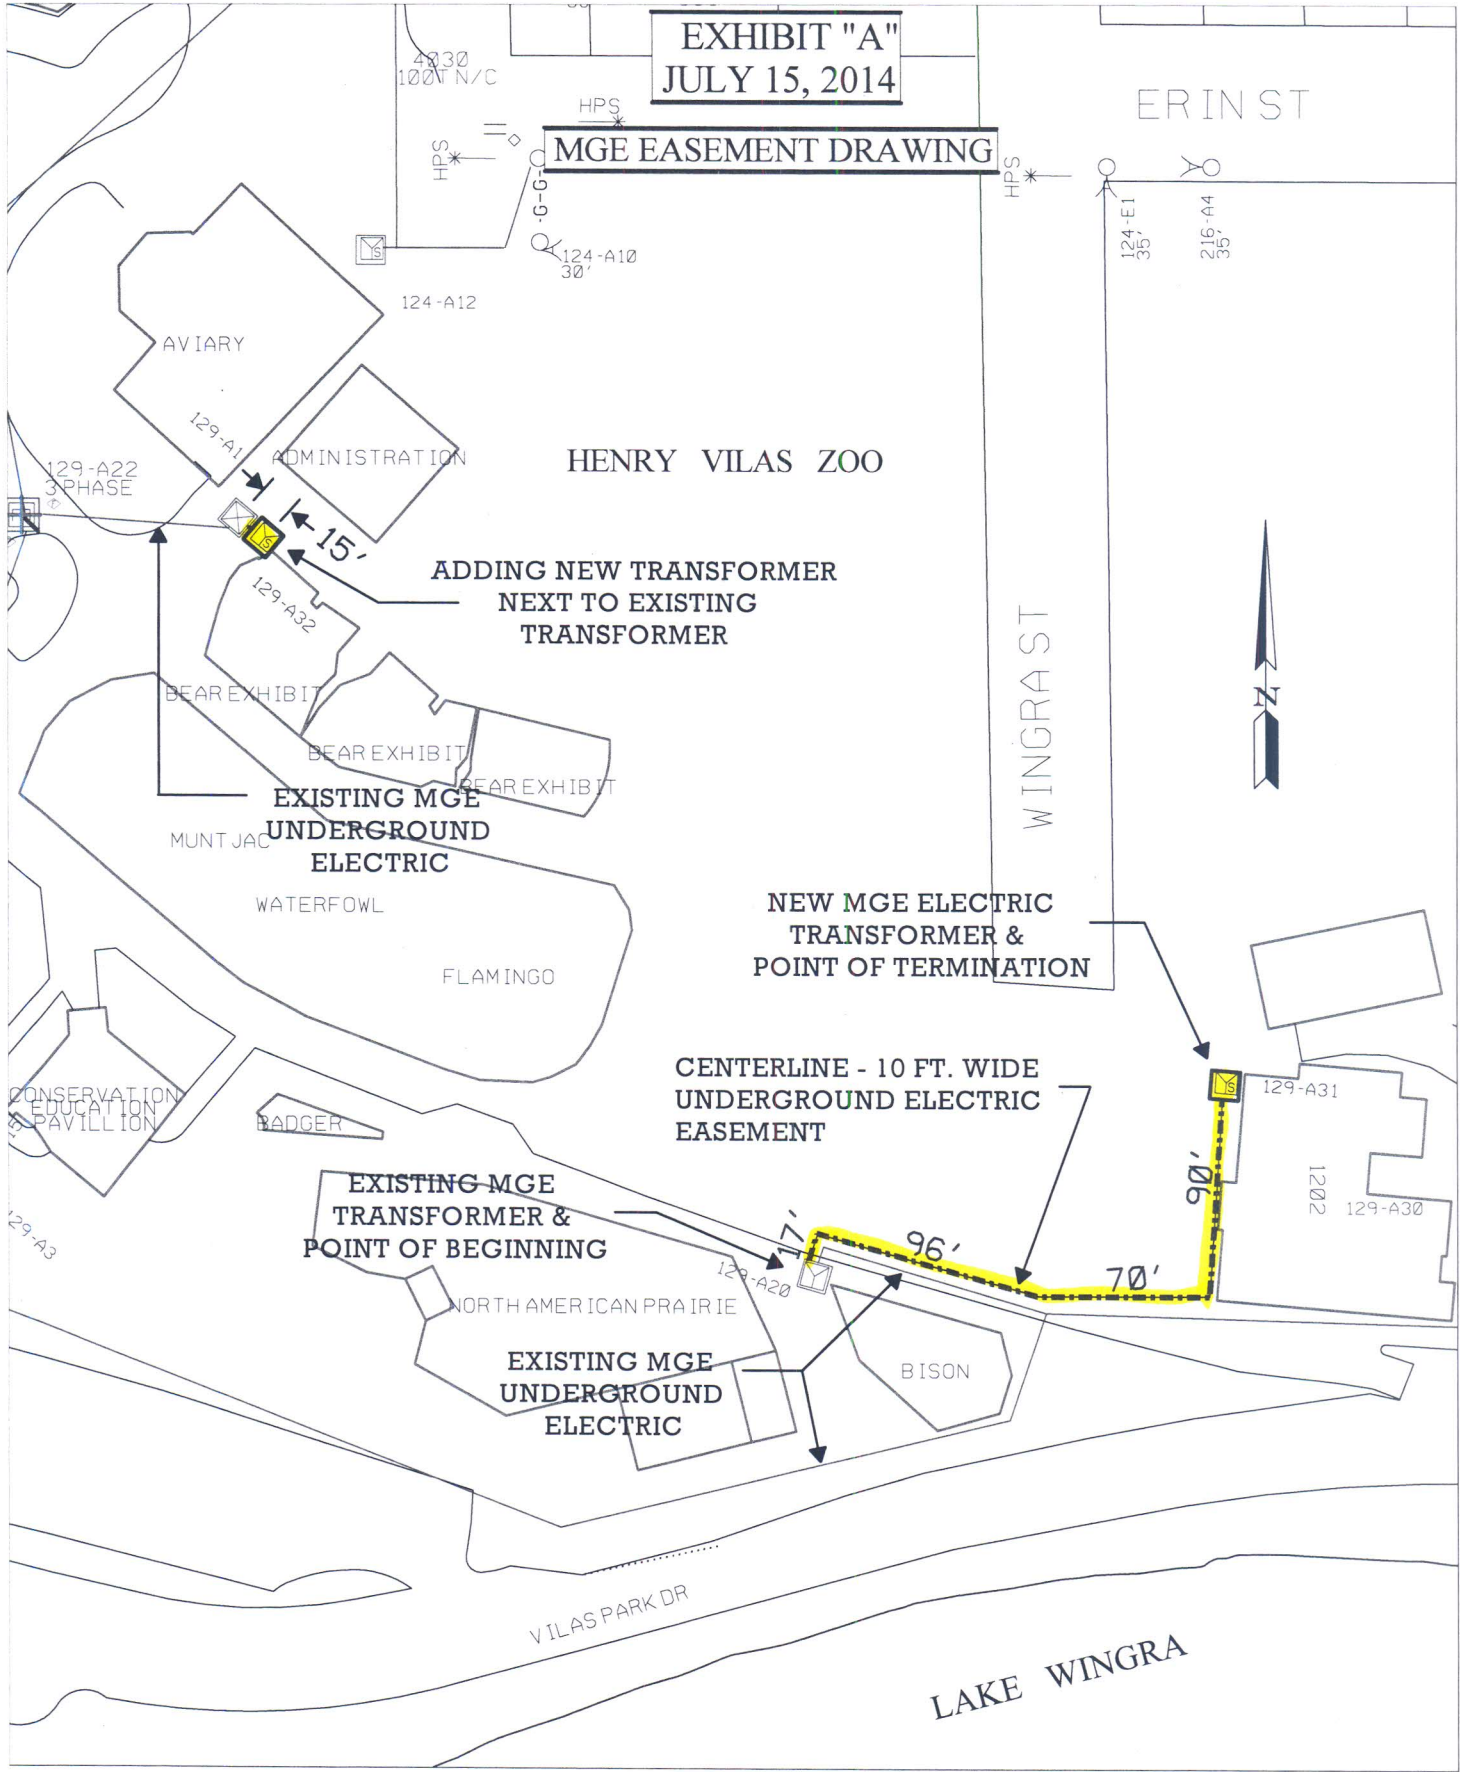 EXHIBIT "A"
JULY 15, 2014
MGE EASEMENT DRAWING
4030
100T N/C
HPS
HPS
HPS
ERIN ST
-G-G-
124-A10
30'
124-A12
124-E1
35'
216-A4
35'
AVIARY
129-A1
ADMINISTRATION
HENRY VILAS ZOO
129-A22
3 PHASE
15'
ADDING NEW TRANSFORMER
NEXT TO EXISTING
TRANSFORMER
129-A32
WINGRA ST
N
BEAR EXHIBIT
BEAR EXHIBIT
BEAR EXHIBIT
EXISTING MGE
UNDERGROUND
ELECTRIC
MUNTJAC
WATERFOWL
FLAMINGO
NEW MGE ELECTRIC
TRANSFORMER &
POINT OF TERMINATION
CENTERLINE - 10 FT. WIDE
UNDERGROUND ELECTRIC
EASEMENT
129-A31
CONSERVATION
EDUCATION
PAVILLION
BADGER
EXISTING MGE
TRANSFORMER &
POINT OF BEGINNING
17'
96'
70'
90'
1202
129-A30
129-A20
29-A3
NORTH AMERICAN PRAIRIE
EXISTING MGE
UNDERGROUND
ELECTRIC
BISON
VILAS PARK DR
LAKE WINGRA